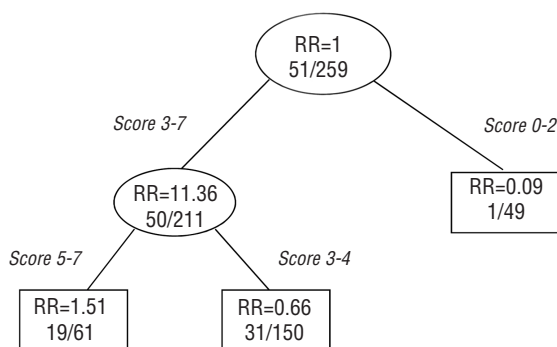 RR=1
51/259
Score 3-7
Score 0-2
RR=11.36
50/211
RR=0.09
1/49
Score 5-7
Score 3-4
RR=1.51
19/61
RR=0.66
31/150